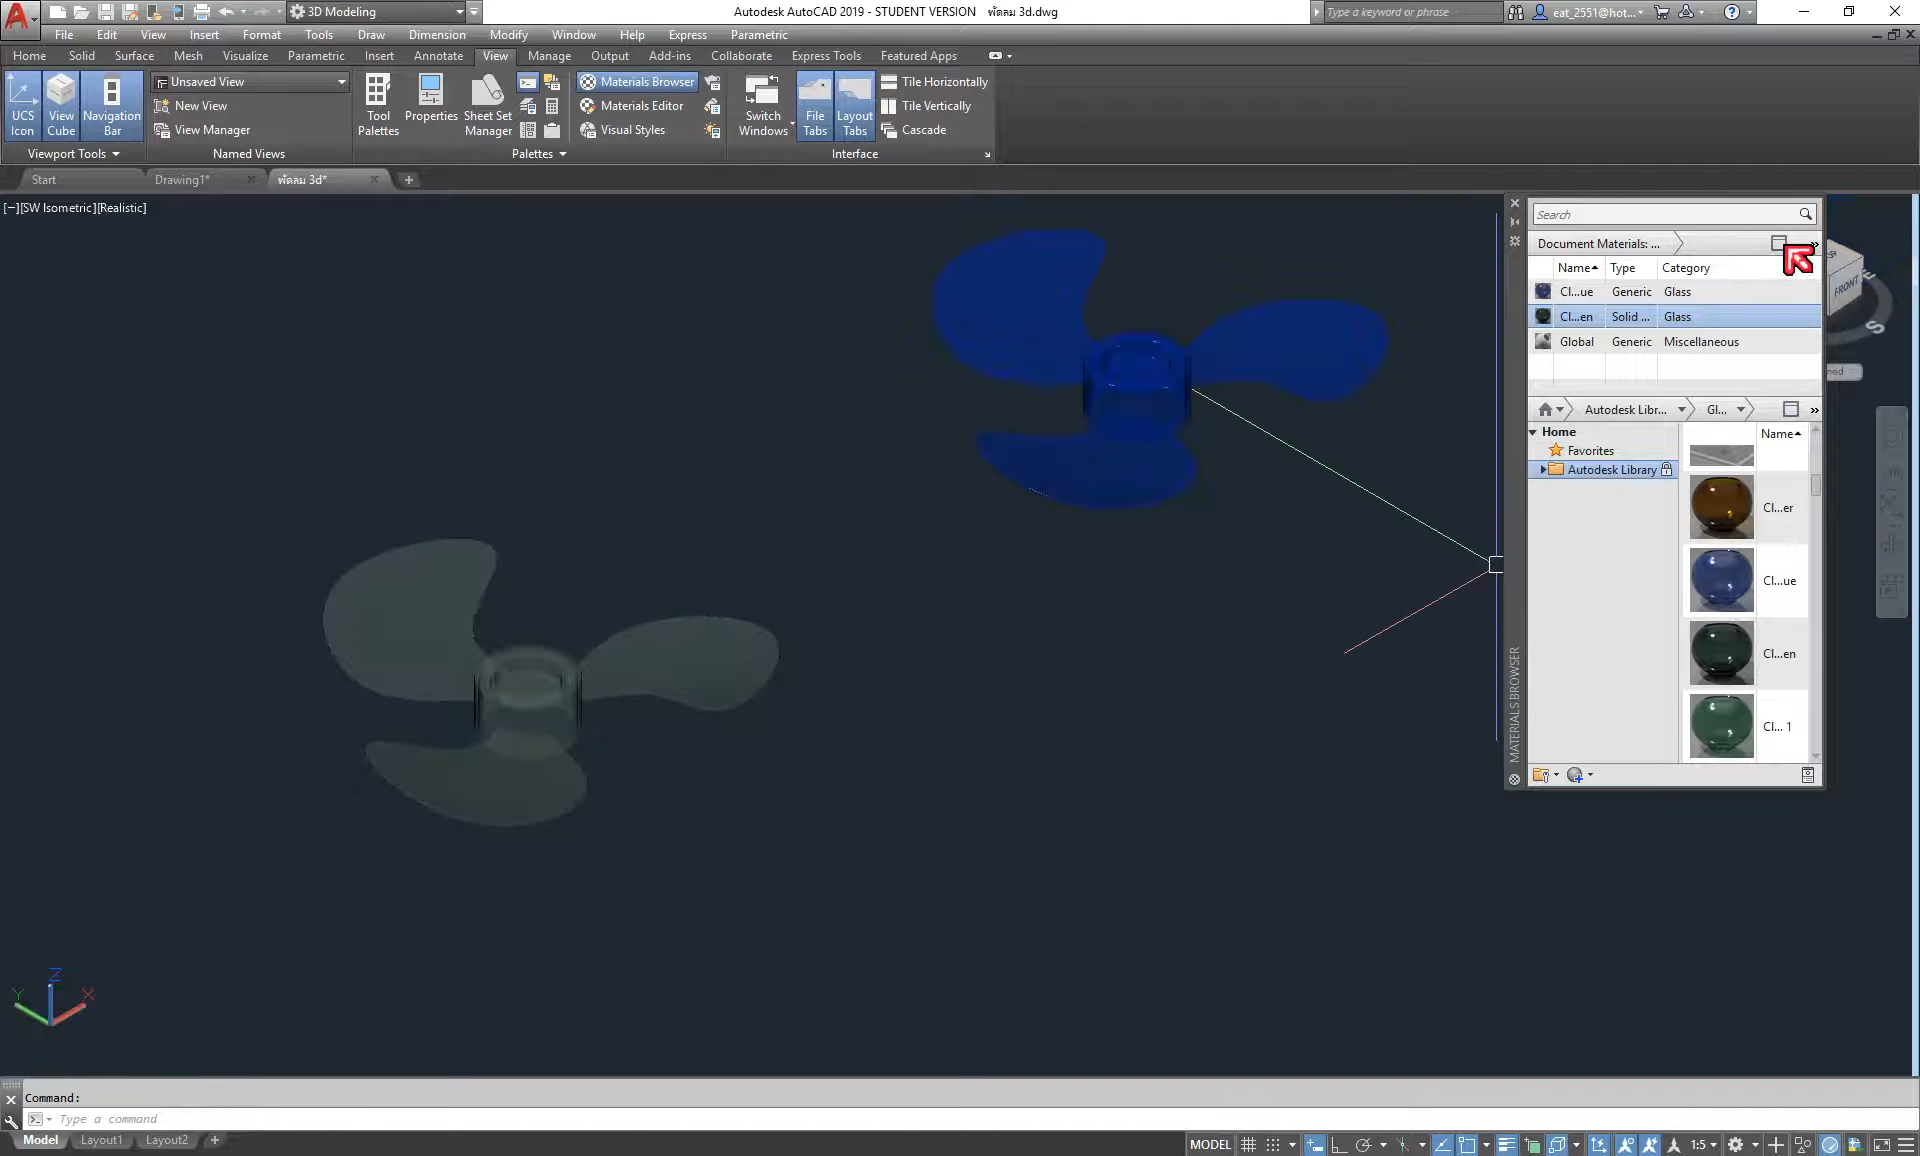 3D Modeling
Autodesk AutoCAD 2019 - STUDENT VERSION พัดลม 3d.dwg
Type a keyword or phrase
eat_2551@hot...
File Edit View Insert Format Tools Draw Dimension Modify Window Help Express Parametric
Home Solid Surface Mesh Visualize Parametric Insert Annotate View Manage Output Add-ins Collaborate Express Tools Featured Apps
UCS Icon
View Cube
Navigation Bar
Unsaved View
New View
View Manager
Tool Palettes
Properties
Sheet Set Manager
Materials Browser
Materials Editor
Visual Styles
Switch Windows
File Tabs
Layout Tabs
Tile Horizontally
Tile Vertically
Cascade
Viewport Tools
Named Views
Palettes
Interface
Start
Drawing1*
พัดลม 3d*
[−][SW Isometric][Realistic]
Search
Document Materials: ...
Name Type Category
Cl...ue Generic Glass
Cl...en Solid ... Glass
Global Generic Miscellaneous
Autodesk Libr... Gl...
Home
Favorites
Autodesk Library
Name
Cl...er
Cl...ue
Cl...en
Cl... 1
MATERIALS BROWSER
FRONT
S
Z
Y
X
Command:
Type a command
Model Layout1 Layout2
MODEL
1:5